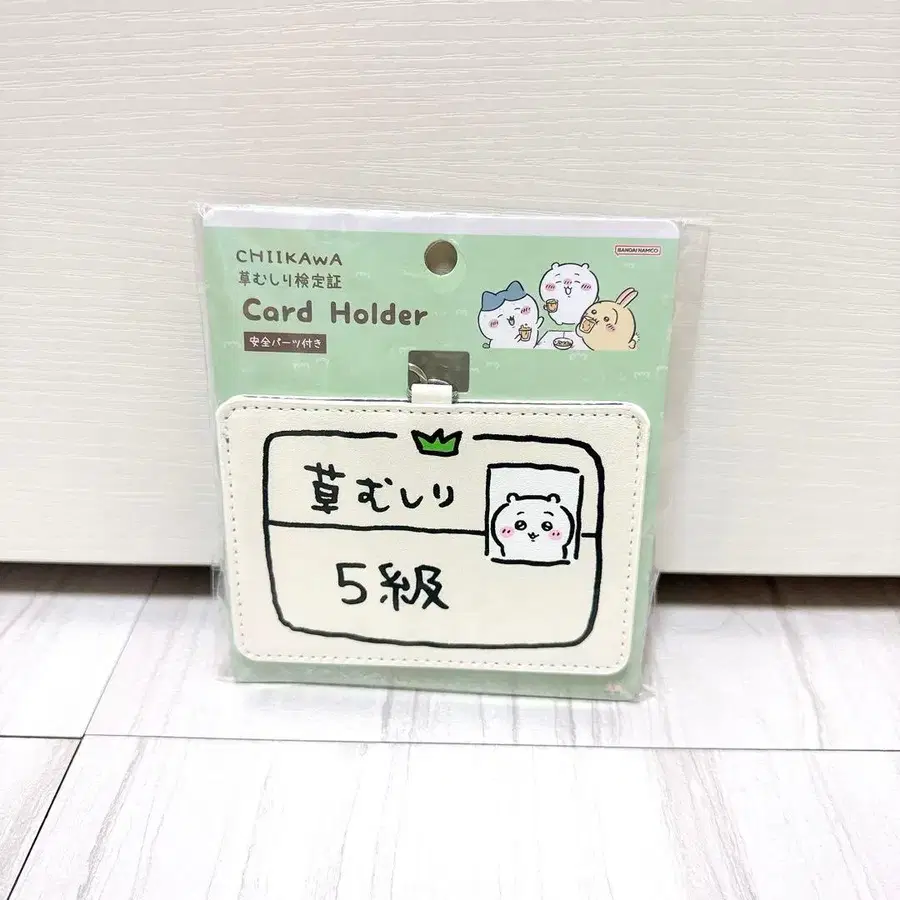 CHIIKAWA
草むしり検定証
Card Holder
安全パーツ付き
BANDAI NAMCO
草むしり
5級